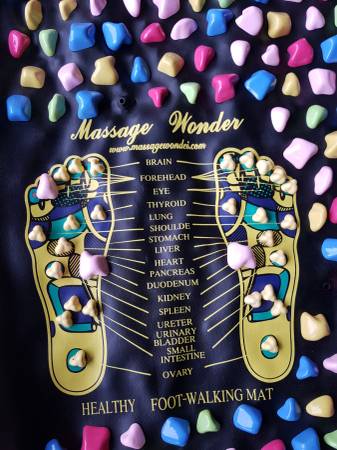 Massage Wonder
www.massagewonder.com
BRAIN
FOREHEAD
EYE
THYROID
LUNG
SHOULDE
STOMACH
LIVER
HEART
PANCREAS
DUODENUM
KIDNEY
SPLEEN
URETER
URINARY
BLADDER
SMALL
INTESTINE
OVARY
HEALTHY FOOT-WALKING MAT